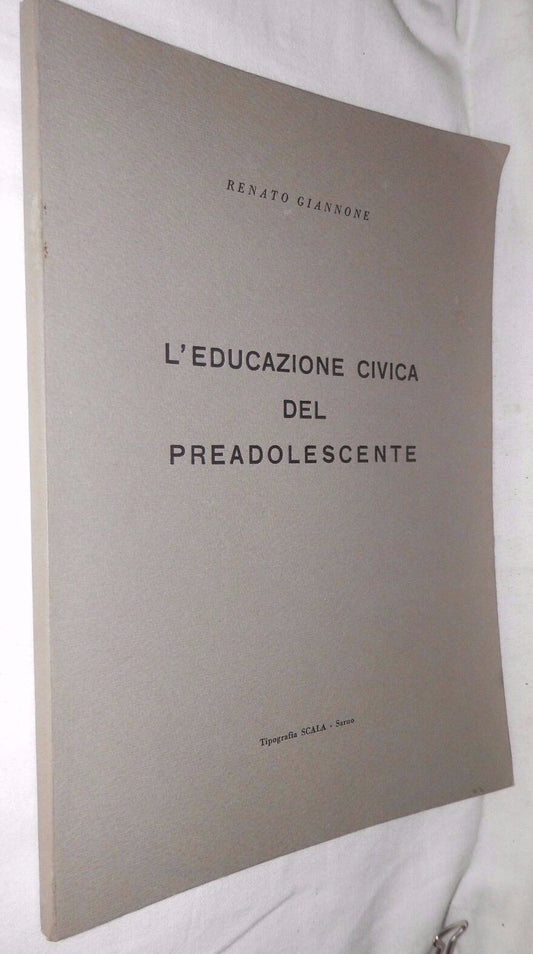 RENATO GIANNONE
L'EDUCAZIONE CIVICA
DEL
PREADOLESCENTE
Tipografia SCALA - Sarno